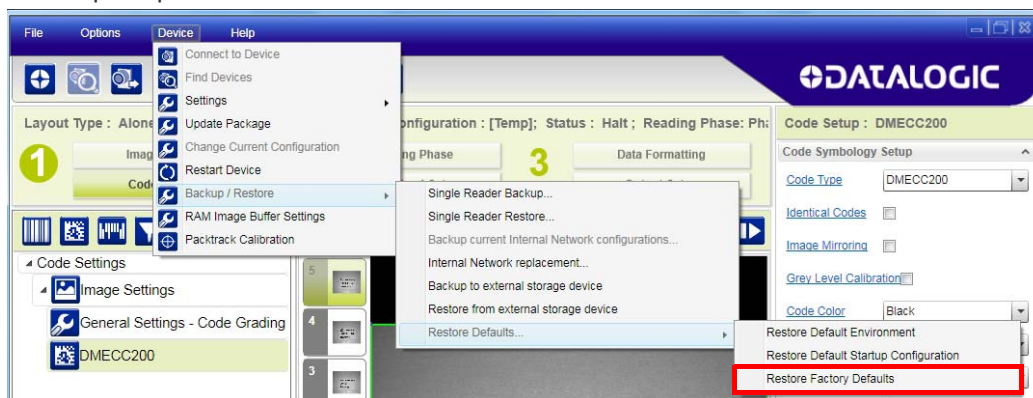 File Options Device Help
DATALOGIC
Connect to Device
Find Devices
Settings
Update Package
Change Current Configuration
Restart Device
Backup / Restore
RAM Image Buffer Settings
Packtrack Calibration
Layout Type : Alone
onfiguration : [Temp]; Status : Halt ; Reading Phase: Pha
Code Setup : DMECC200
1
Imag
ng Phase
3
Data Formatting
Cod
Code Symbology Setup
Code Type DMECC200
Identical Codes
Image Mirroring
Grey Level Calibration
Code Color Black
Single Reader Backup...
Single Reader Restore...
Backup current Internal Network configurations...
Internal Network replacement...
Backup to external storage device
Restore from external storage device
Restore Defaults...
Restore Default Environment
Restore Default Startup Configuration
Restore Factory Defaults
Code Settings
Image Settings
General Settings - Code Grading
DMECC200
5
4
3